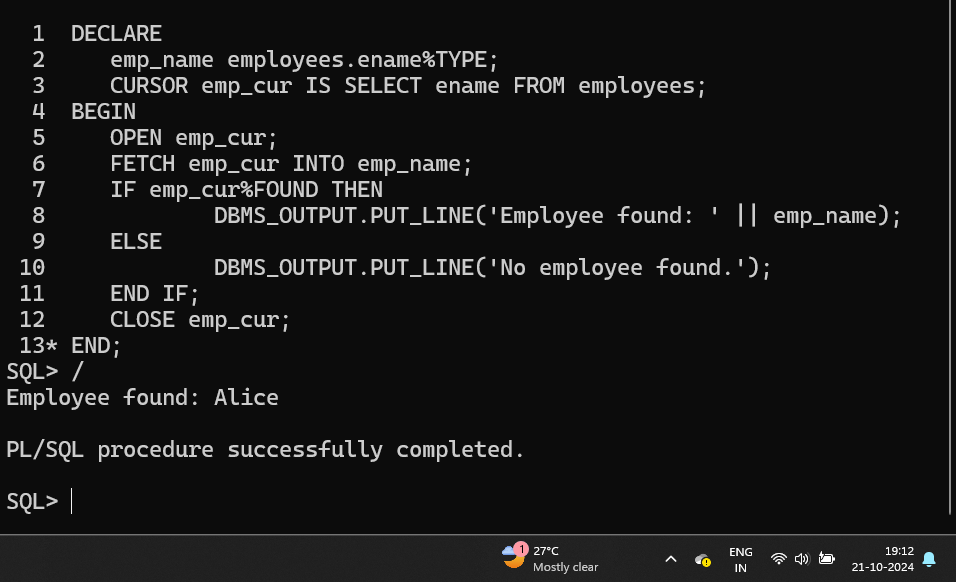 1 DECLARE
2 emp_name employees.ename%TYPE;
3 CURSOR emp_cur IS SELECT ename FROM employees;
4 BEGIN
5 OPEN emp_cur;
6 FETCH emp_cur INTO emp_name;
7 IF emp_cur%FOUND THEN
8 DBMS_OUTPUT.PUT_LINE('Employee found: ' || emp_name);
9 ELSE
10 DBMS_OUTPUT.PUT_LINE('No employee found.');
11 END IF;
12 CLOSE emp_cur;
13* END;
SQL> /
Employee found: Alice
PL/SQL procedure successfully completed.
SQL>
1 27°C
Mostly clear
ENG
IN
19:12
21-10-2024